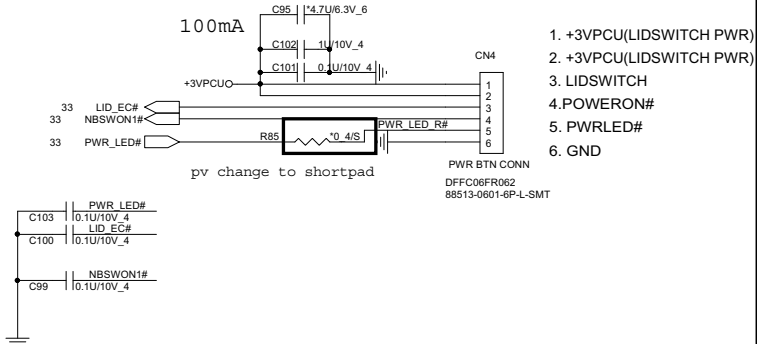 C95 *4.7U/6.3V_6
100mA
C102 1U/10V_4
C101 0.1U/10V_4
+3VPCU
CN4
1
2
3
4
5
6
33 LID_EC#
33 NBSWON1#
33 PWR_LED#
R85 *0_4/S
PWR_LED_R#
pv change to shortpad
PWR BTN CONN
DFFC06FR062
88513-0601-6P-L-SMT
1. +3VPCU(LIDSWITCH PWR)
2. +3VPCU(LIDSWITCH PWR)
3. LIDSWITCH
4.POWERON#
5. PWRLED#
6. GND
PWR_LED#
C103 0.1U/10V_4
LID_EC#
C100 0.1U/10V_4
NBSWON1#
C99 0.1U/10V_4